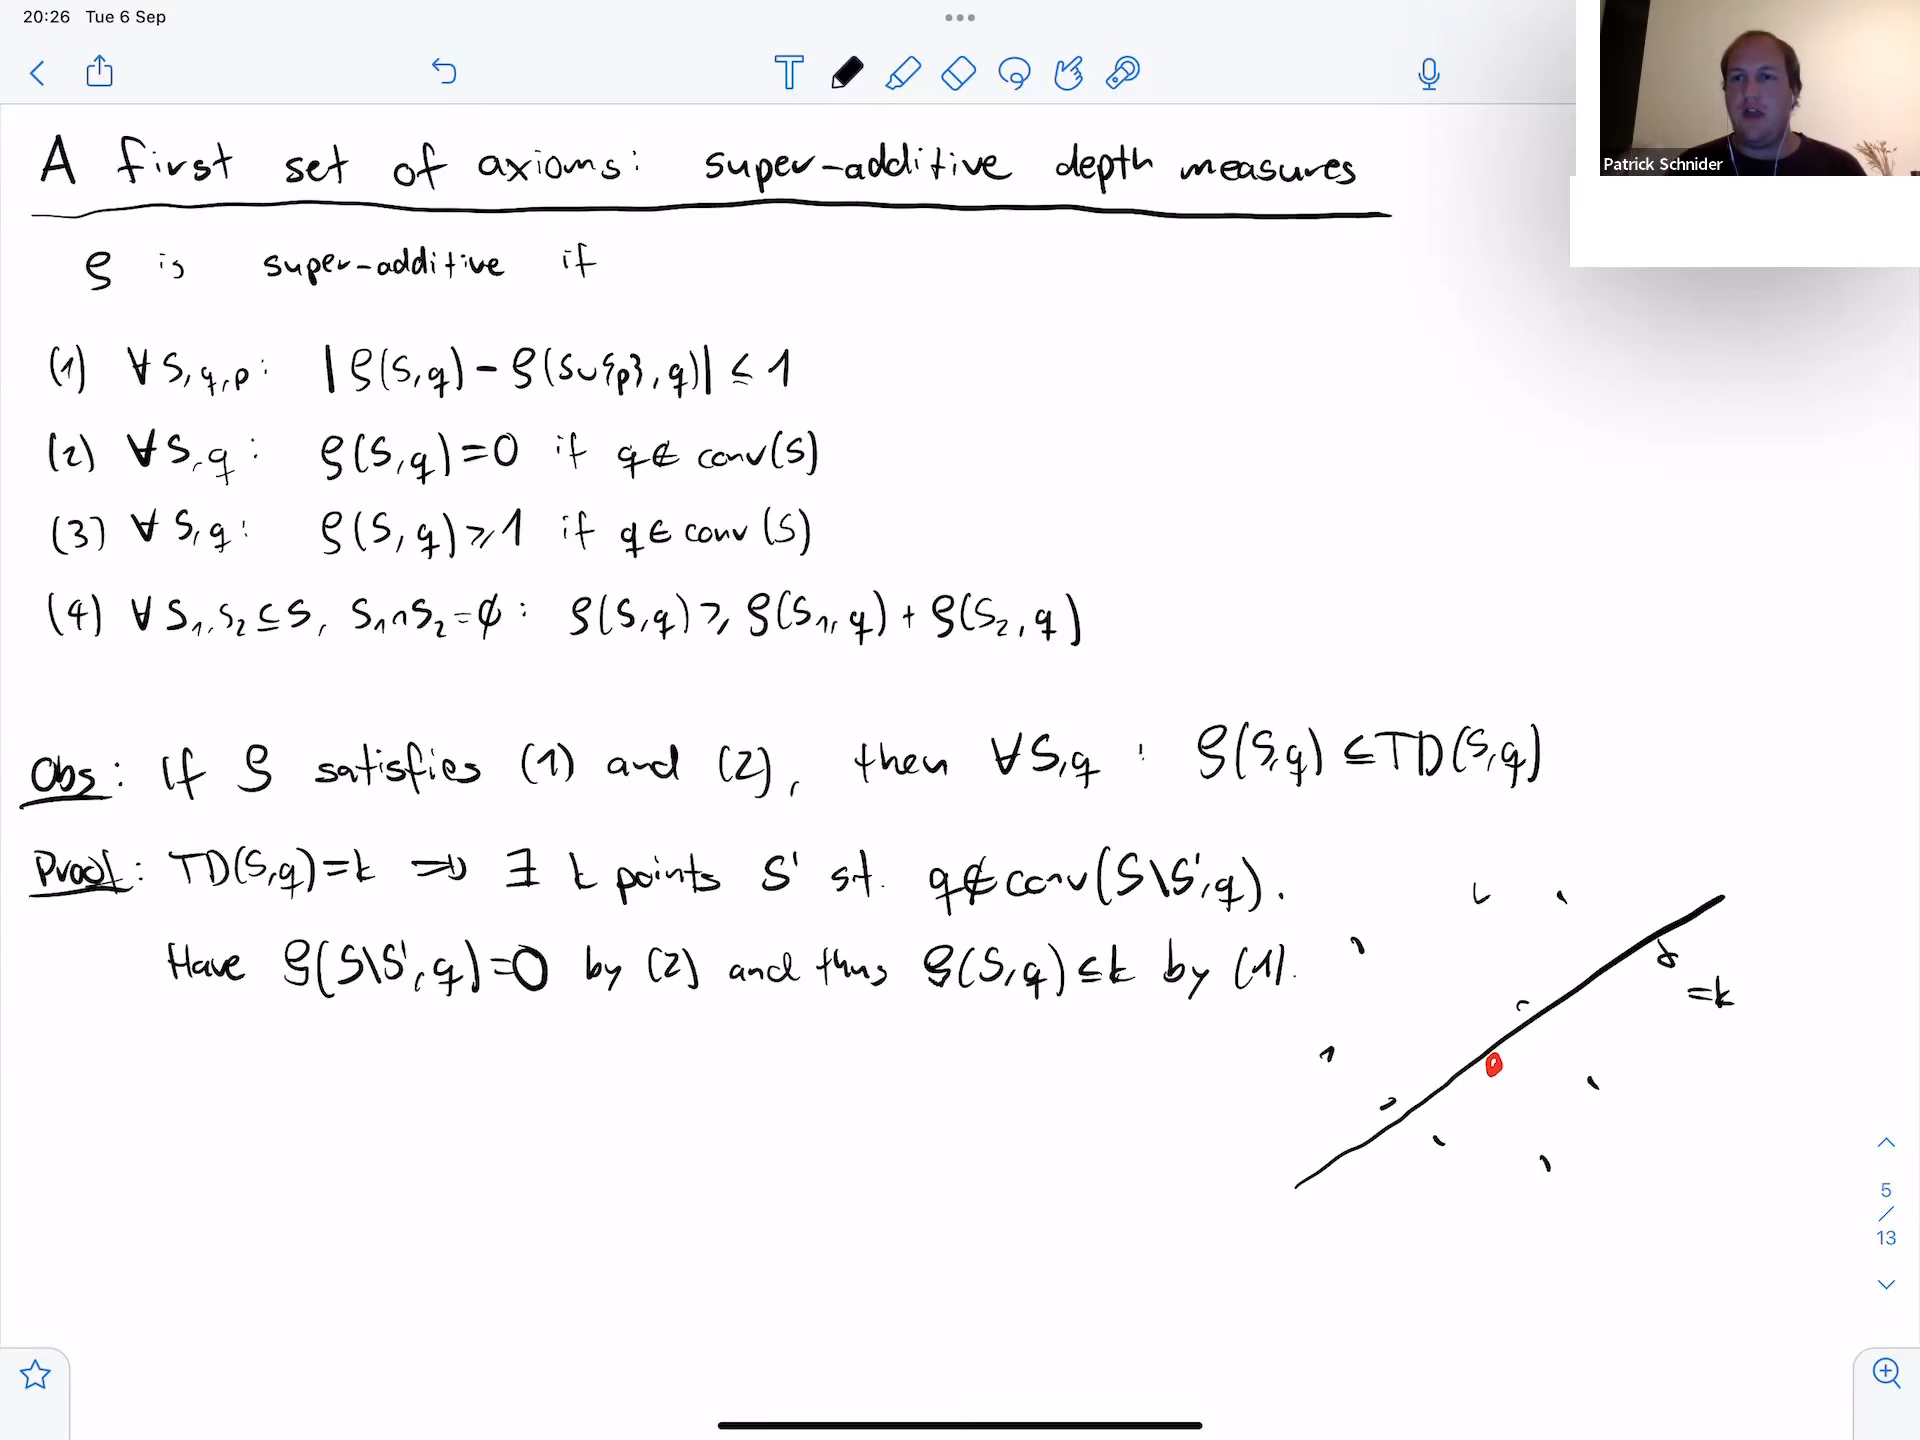 20:26 Tue 6 Sep
Patrick Schnider
A first set of axioms: super-additive depth measures
ϱ is super-additive if
(1) ∀ S,q,p: |ϱ(S,q) - ϱ(S∪{p},q)| ≤ 1
(2) ∀ S,q: ϱ(S,q)=0 if q∉ conv(S)
(3) ∀ S,q: ϱ(S,q)≥1 if q∈ conv(S)
(4) ∀ S₁,S₂⊆S, S₁∩S₂=∅: ϱ(S,q)≥ϱ(S₁,q)+ϱ(S₂,q)
Obs: If ϱ satisfies (1) and (2), then ∀S,q: ϱ(S,q)≤TD(S,q)
Proof: TD(S,q)=k ⇒ ∃ k points S' st. q∉conv(S\S',q).
Have ϱ(S\S',q)=0 by (2) and thus ϱ(S,q)≤k by (1).
=k
5
/
13